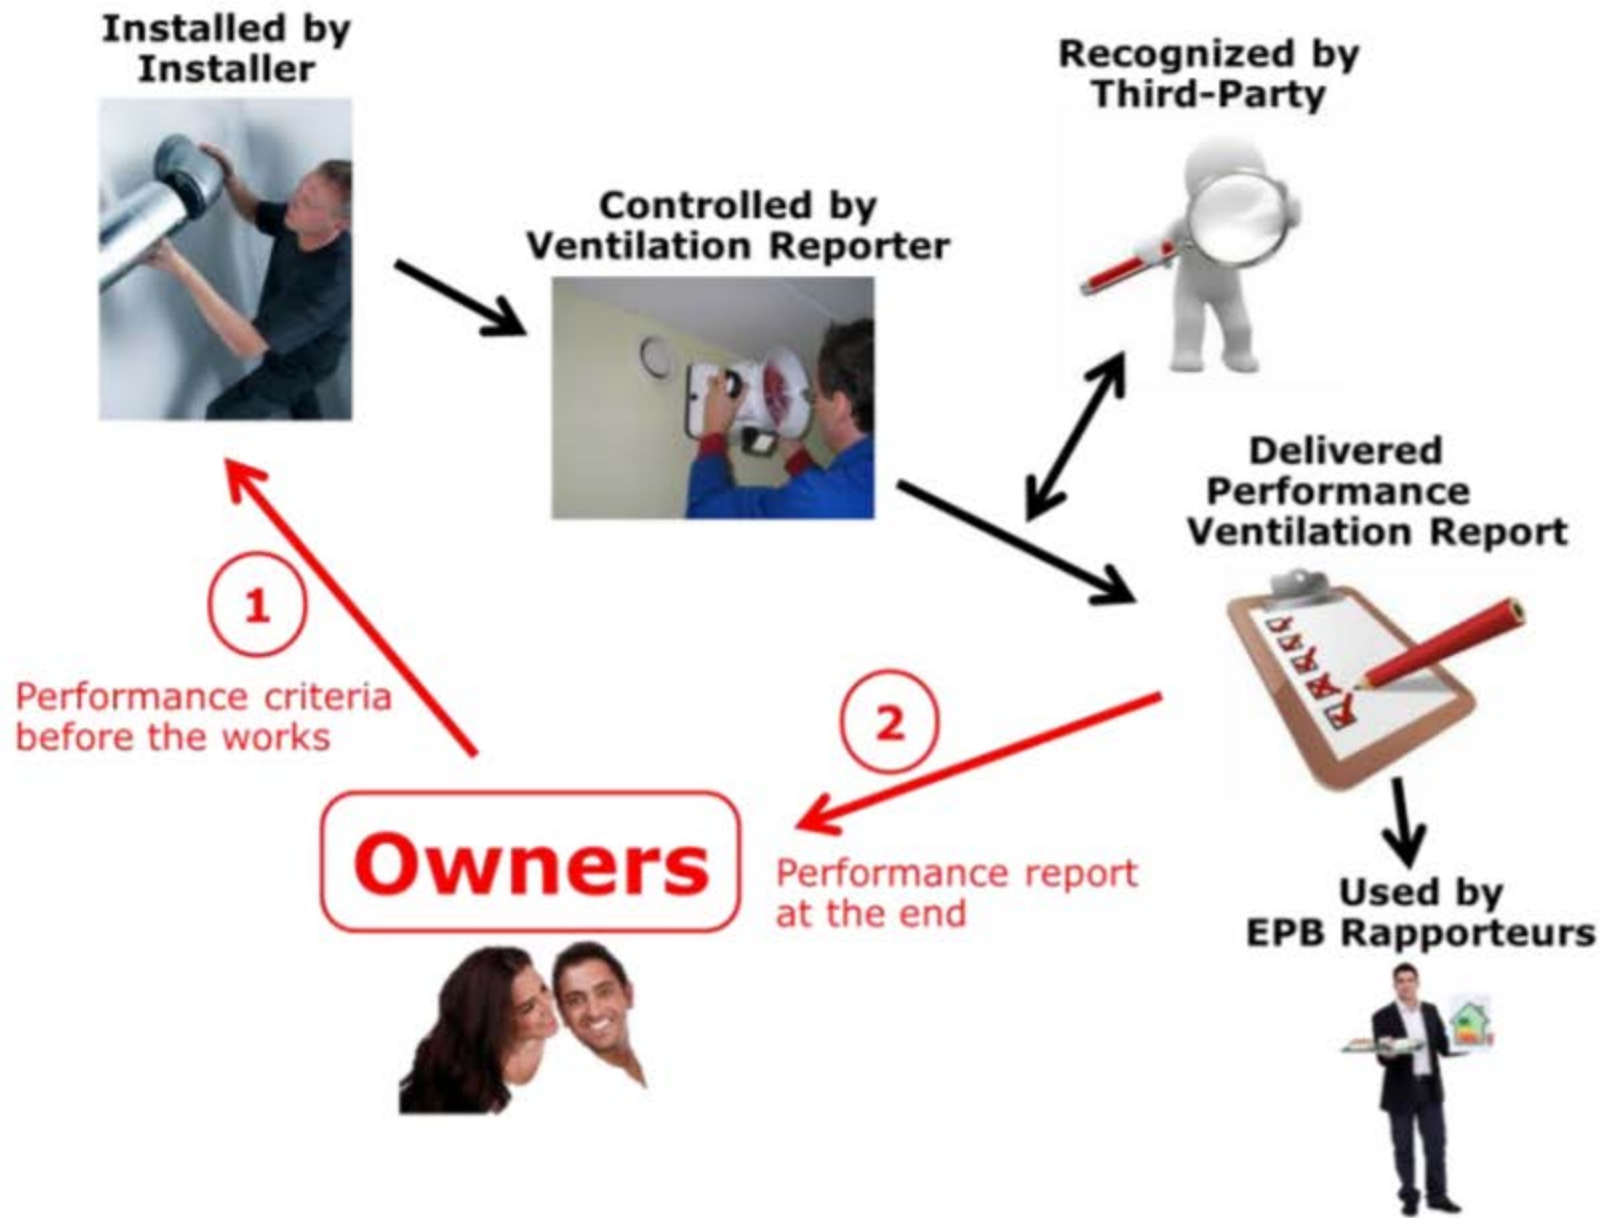 Installed by
Installer
Recognized by
Third-Party
Controlled by
Ventilation Reporter
Delivered
Performance
Ventilation Report
1
Performance criteria
before the works
2
Owners
Performance report
at the end
Used by
EPB Rapporteurs